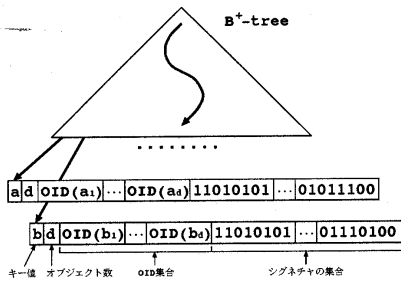 B⁺-tree
........
a d OID(a1) ... OID(ad) 11010101 ... 01011100
b d OID(b1) ... OID(bd) 11010101 ... 01110100
キー値 オブジェクト数 OID集合 シグネチャの集合